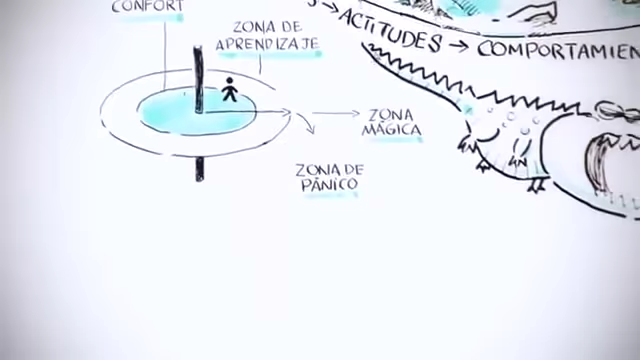 CONFORT
ZONA DE
APRENDIZAJE
ACTITUDES → COMPORTAMIEN
ZONA
MÁGICA
ZONA DE
PÁNICO